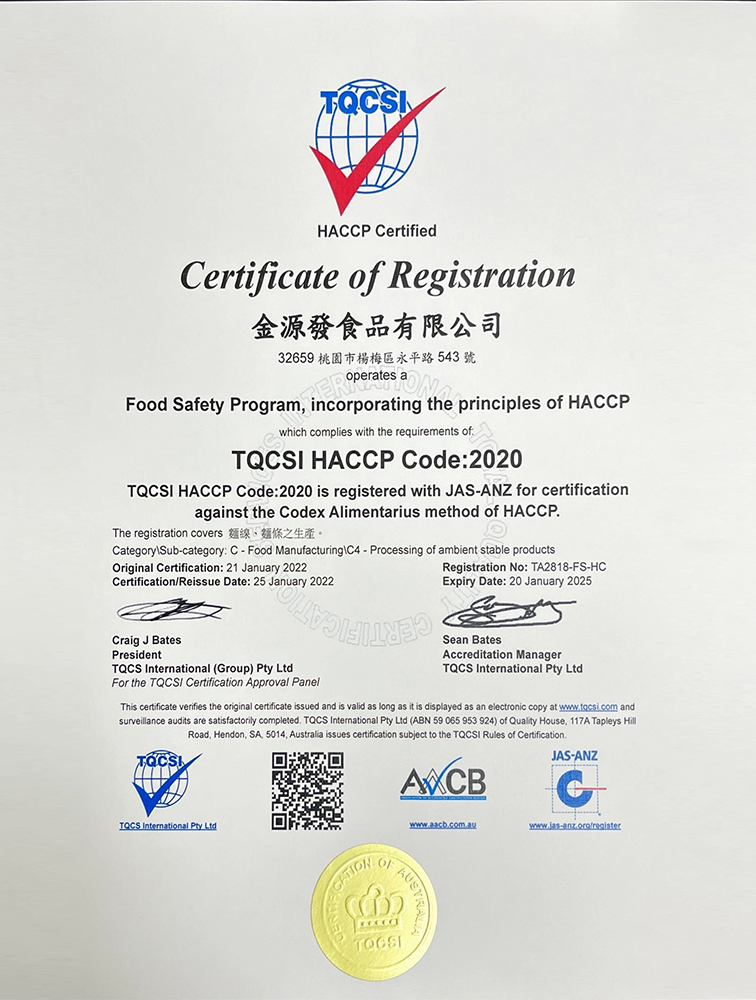 TQCSI
HACCP Certified
Certificate of Registration
金源發食品有限公司
32659 桃園市楊梅區永平路 543 號
operates a
Food Safety Program, incorporating the principles of HACCP
which complies with the requirements of:
TQCSI HACCP Code:2020
TQCSI HACCP Code:2020 is registered with JAS-ANZ for certification
against the Codex Alimentarius method of HACCP.
The registration covers 麵線、麵條之生產。
Category\Sub-category: C - Food Manufacturing\C4 - Processing of ambient stable products
Original Certification: 21 January 2022
Registration No: TA2818-FS-HC
Certification/Reissue Date: 25 January 2022
Expiry Date: 20 January 2025
Craig J Bates
Sean Bates
President
Accreditation Manager
TQCS International (Group) Pty Ltd
TQCS International Pty Ltd
For the TQCSI Certification Approval Panel
This certificate verifies the original certificate issued and is valid as long as it is displayed as an electronic copy at www.tqcsi.com and
surveillance audits are satisfactorily completed. TQCS International Pty Ltd (ABN 59 065 953 924) of Quality House, 117A Tapleys Hill
Road, Hendon, SA, 5014, Australia issues certification subject to the TQCSI Rules of Certification.
TQCSI
TQCS International Pty Ltd
AACB
www.aacb.com.au
JAS-ANZ
www.jas-anz.org/register
CERTIFICATION OF AUSTRALIA
TQCSI